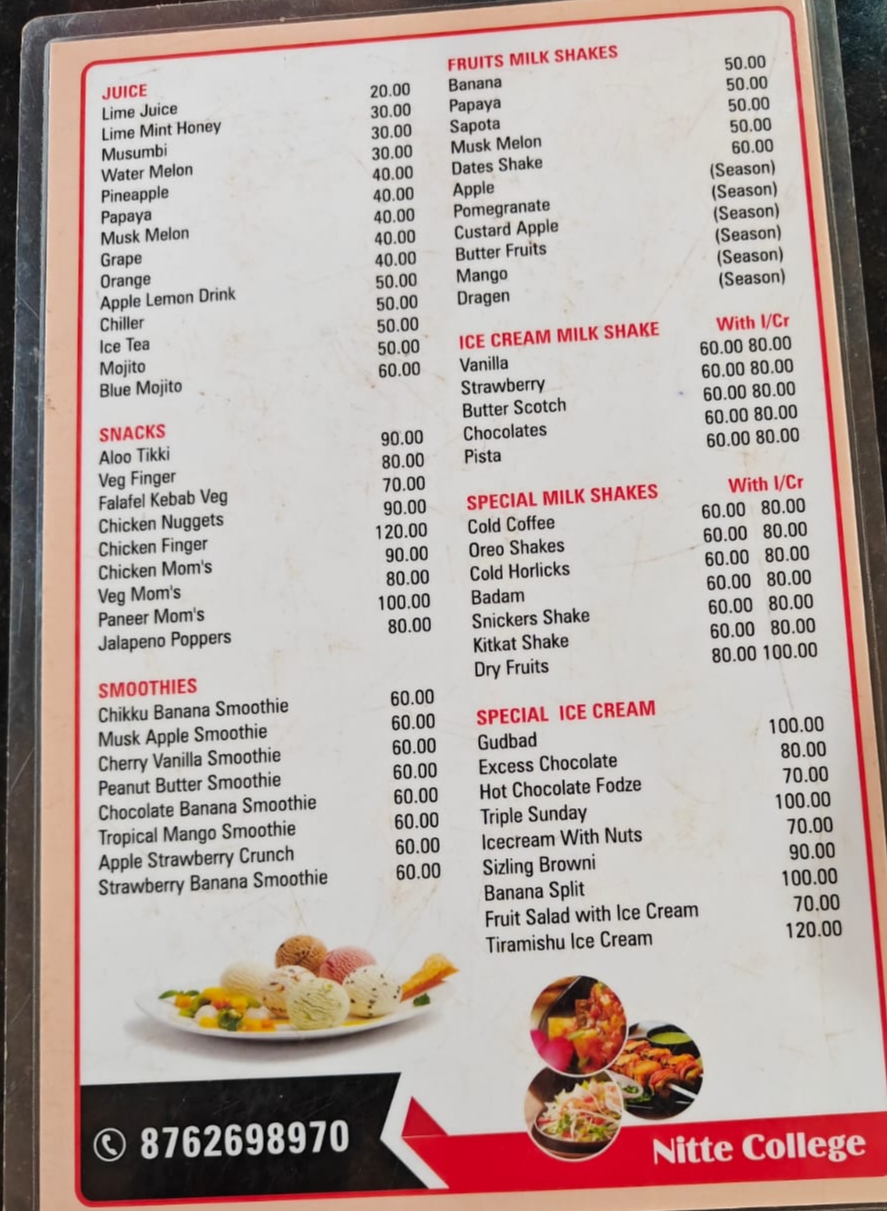 JUICE
Lime Juice 20.00
Lime Mint Honey 30.00
Musumbi 30.00
Water Melon 30.00
Pineapple 40.00
Papaya 40.00
Musk Melon 40.00
Grape 40.00
Orange 40.00
Apple Lemon Drink 50.00
Chiller 50.00
Ice Tea 50.00
Mojito 50.00
Blue Mojito 60.00
SNACKS
Aloo Tikki 90.00
Veg Finger 80.00
Falafel Kebab Veg 70.00
Chicken Nuggets 90.00
Chicken Finger 120.00
Chicken Mom's 90.00
Veg Mom's 80.00
Paneer Mom's 100.00
Jalapeno Poppers 80.00
SMOOTHIES
Chikku Banana Smoothie 60.00
Musk Apple Smoothie 60.00
Cherry Vanilla Smoothie 60.00
Peanut Butter Smoothie 60.00
Chocolate Banana Smoothie 60.00
Tropical Mango Smoothie 60.00
Apple Strawberry Crunch 60.00
Strawberry Banana Smoothie 60.00
FRUITS MILK SHAKES
Banana 50.00
Papaya 50.00
Sapota 50.00
Musk Melon 50.00
Dates Shake 60.00
Apple (Season)
Pomegranate (Season)
Custard Apple (Season)
Butter Fruits (Season)
Mango (Season)
Dragen (Season)
ICE CREAM MILK SHAKE With I/Cr
Vanilla 60.00 80.00
Strawberry 60.00 80.00
Butter Scotch 60.00 80.00
Chocolates 60.00 80.00
Pista 60.00 80.00
SPECIAL MILK SHAKES With I/Cr
Cold Coffee 60.00 80.00
Oreo Shakes 60.00 80.00
Cold Horlicks 60.00 80.00
Badam 60.00 80.00
Snickers Shake 60.00 80.00
Kitkat Shake 60.00 80.00
Dry Fruits 80.00 100.00
SPECIAL ICE CREAM
Gudbad 100.00
Excess Chocolate 80.00
Hot Chocolate Fodze 70.00
Triple Sunday 100.00
Icecream With Nuts 70.00
Sizling Browni 90.00
Banana Split 100.00
Fruit Salad with Ice Cream 70.00
Tiramishu Ice Cream 120.00
8762698970
Nitte College